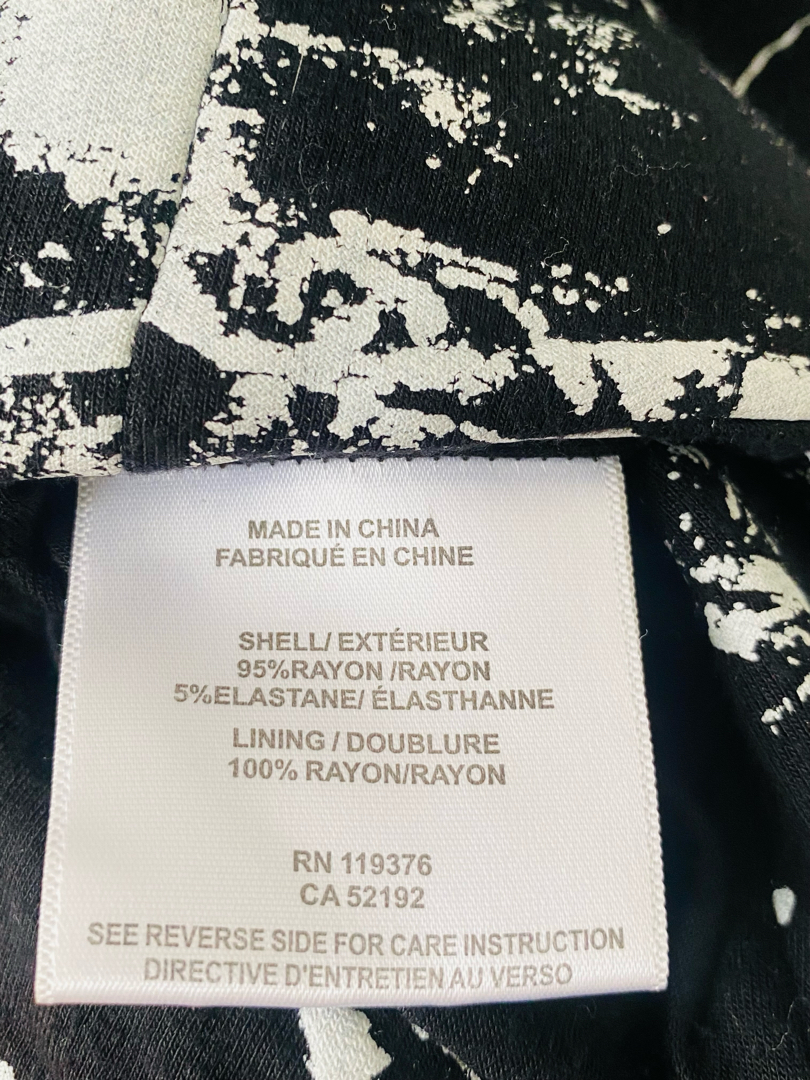 MADE IN CHINA
FABRIQUÉ EN CHINE
SHELL/ EXTÉRIEUR
95%RAYON /RAYON
5%ELASTANE/ ÉLASTHANNE
LINING / DOUBLURE
100% RAYON/RAYON
RN 119376
CA 52192
SEE REVERSE SIDE FOR CARE INSTRUCTION
DIRECTIVE D'ENTRETIEN AU VERSO